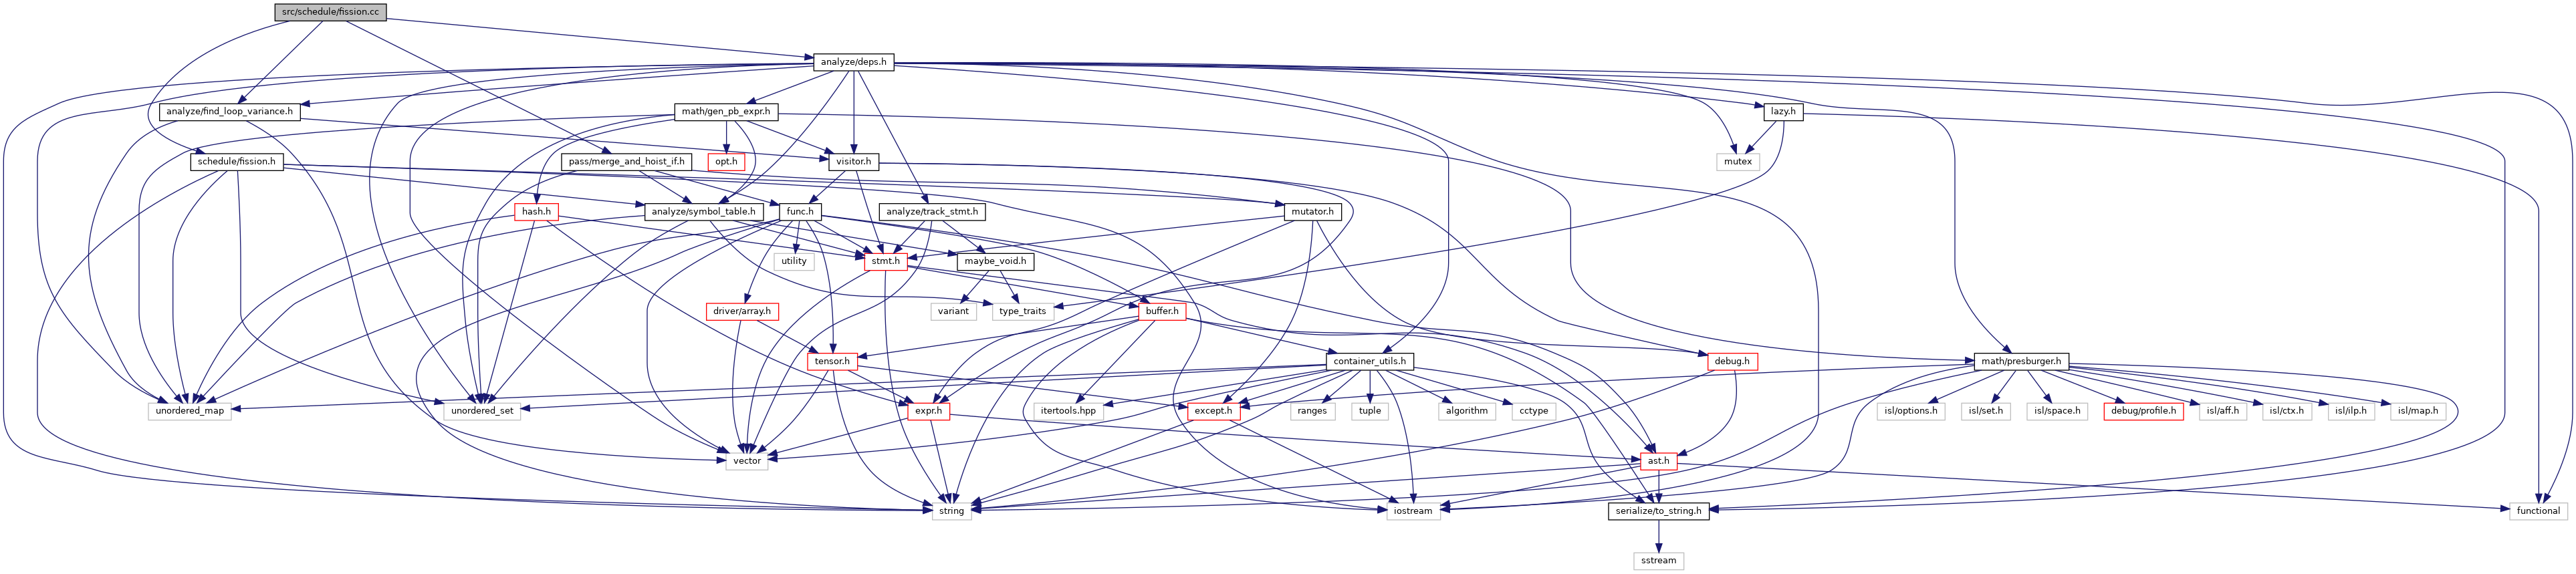 src/schedule/fission.cc
analyze/deps.h
analyze/find_loop_variance.h
math/gen_pb_expr.h
lazy.h
schedule/fission.h
pass/merge_and_hoist_if.h
opt.h
visitor.h
mutex
hash.h
analyze/symbol_table.h
func.h
analyze/track_stmt.h
mutator.h
utility
stmt.h
maybe_void.h
driver/array.h
variant
type_traits
buffer.h
tensor.h
container_utils.h
debug.h
math/presburger.h
unordered_map
unordered_set
expr.h
itertools.hpp
except.h
ranges
tuple
algorithm
cctype
isl/options.h
isl/set.h
isl/space.h
debug/profile.h
isl/aff.h
isl/ctx.h
isl/ilp.h
isl/map.h
vector
ast.h
string
iostream
serialize/to_string.h
functional
sstream